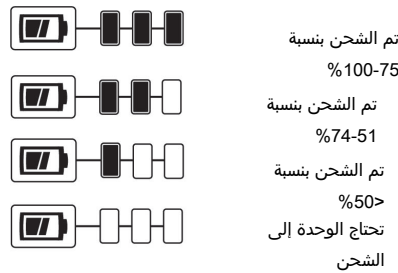 تم الشحن بنسبة
%100-75
تم الشحن بنسبة
%74-51
تم الشحن بنسبة
%50>
تحتاج الوحدة إلى
الشحن